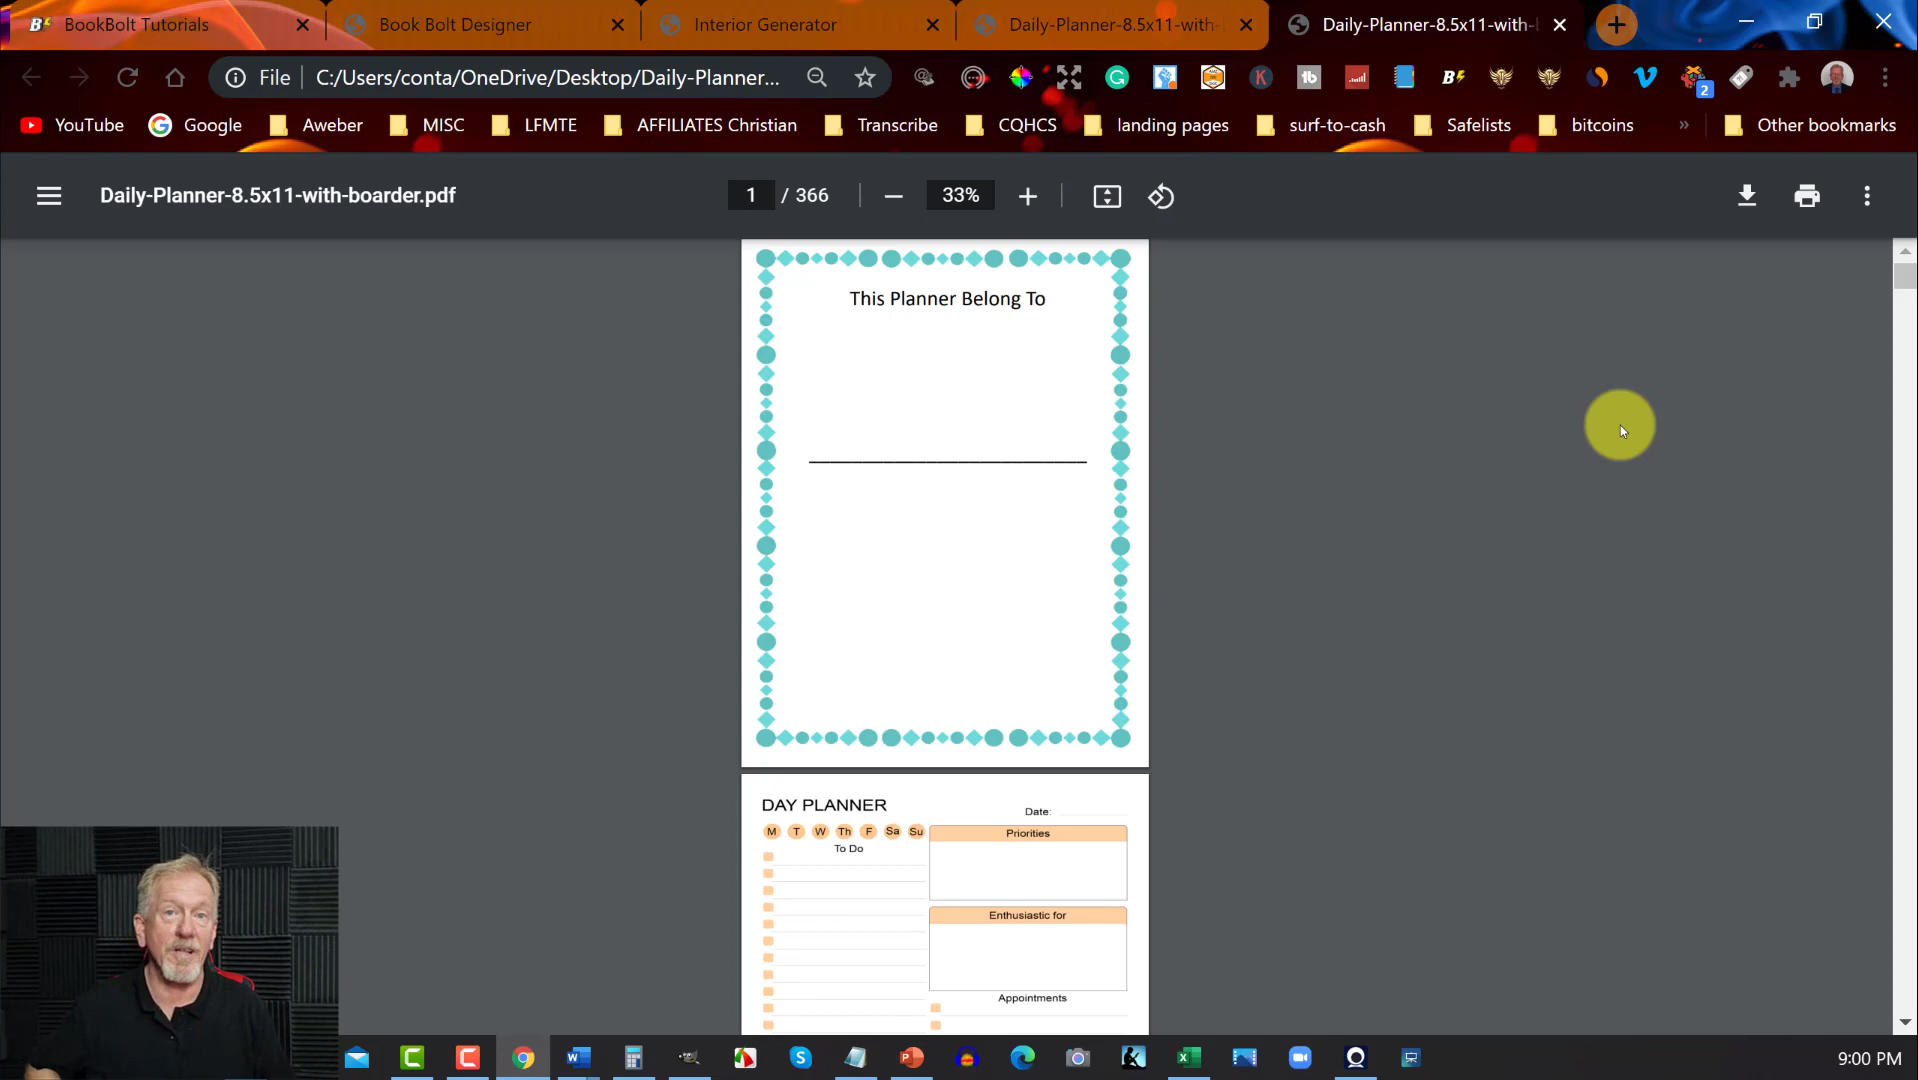 BookBolt Tutorials
Book Bolt Designer
Interior Generator
Daily-Planner-8.5x11-with-
Daily-Planner-8.5x11-with-
File
C:/Users/conta/OneDrive/Desktop/Daily-Planner...
2
YouTube
Google
Aweber
MISC
LFMTE
AFFILIATES Christian
Transcribe
CQHCS
landing pages
surf-to-cash
Safelists
bitcoins
»
Other bookmarks
Daily-Planner-8.5x11-with-boarder.pdf
1 / 366
33%
This Planner Belong To
DAY PLANNER
Date:
M T W Th F Sa Su
To Do
Priorities
Enthusiastic for
Appointments
9:00 PM